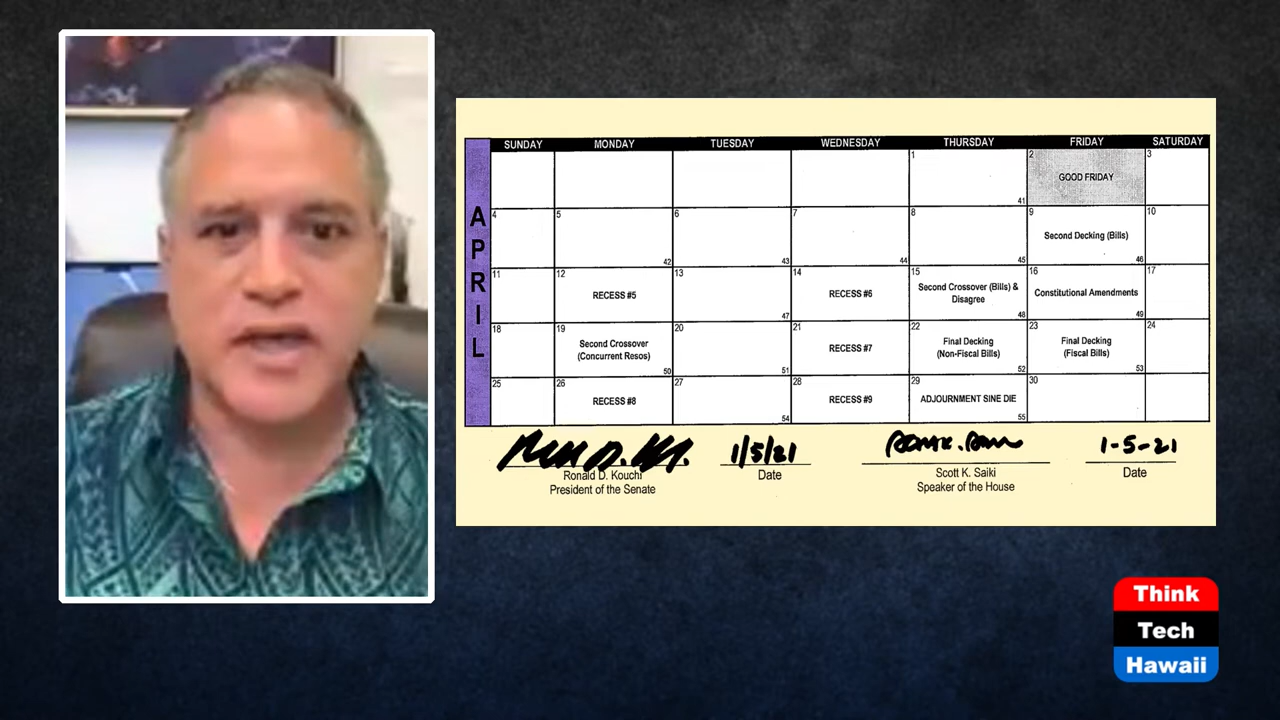 SUNDAY MONDAY TUESDAY WEDNESDAY THURSDAY FRIDAY SATURDAY
APRIL
1 2 3
GOOD FRIDAY
41
4 5 6 7 8 9 10
Second Decking (Bills)
42 43 44 45 46
11 12 13 14 15 16 17
RECESS #5 RECESS #6 Second Crossover (Bills) & Constitutional Amendments
Disagree
47 48 49
18 19 20 21 22 23 24
Second Crossover RECESS #7 Final Decking Final Decking
(Concurrent Resos) (Non-Fiscal Bills) (Fiscal Bills)
50 51 52 53
25 26 27 28 29 30
RECESS #8 RECESS #9 ADJOURNMENT SINE DIE
54 55
1/5/21 1-5-21
Ronald D. Kouchi Date Scott K. Saiki Date
President of the Senate Speaker of the House
Think
Tech
Hawaii